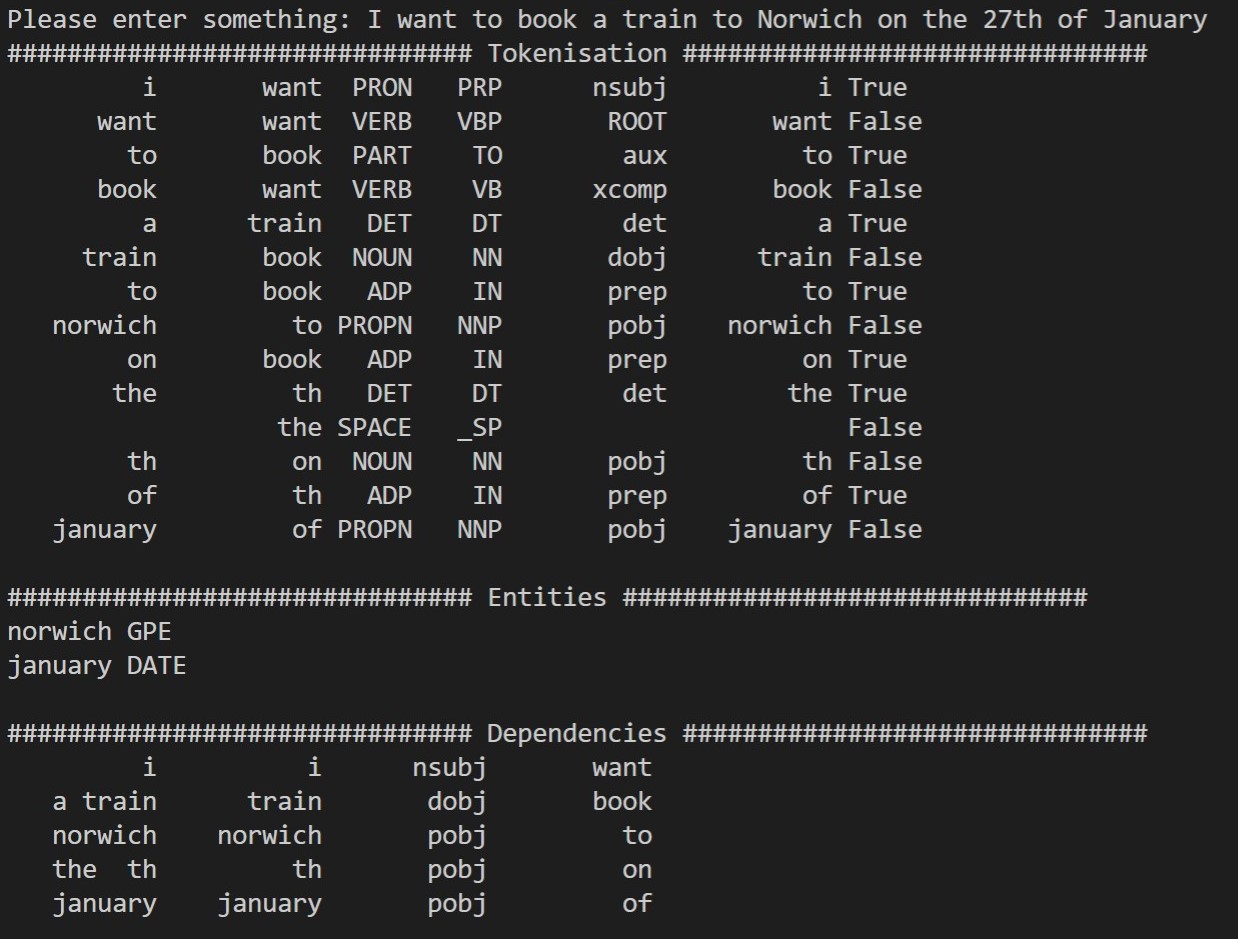 Please enter something: I want to book a train to Norwich on the 27th of January
############################### Tokenisation ###############################
i want PRON PRP nsubj i True
want want VERB VBP ROOT want False
to book PART TO aux to True
book want VERB VB xcomp book False
a train DET DT det a True
train book NOUN NN dobj train False
to book ADP IN prep to True
norwich to PROPN NNP pobj norwich False
on book ADP IN prep on True
the th DET DT det the True
the SPACE _SP False
th on NOUN NN pobj th False
of th ADP IN prep of True
january of PROPN NNP pobj january False
############################### Entities ###############################
norwich GPE
january DATE
############################### Dependencies ###############################
i i nsubj want
a train train dobj book
norwich norwich pobj to
the th th pobj on
january january pobj of